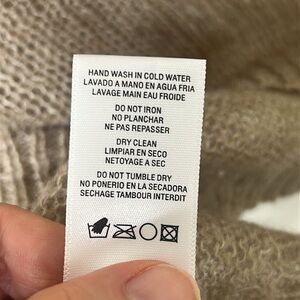 HAND WASH IN COLD WATER
LAVADO A MANO EN AGUA FRIA
LAVAGE MAIN EAU FROIDE
DO NOT IRON
NO PLANCHAR
NE PAS REPASSER
DRY CLEAN
LIMPIAR EN SECO
NETOYAGE A SEC
DO NOT TUMBLE DRY
NO PONERIO EN LA SECADORA
SECHAGE TAMBOUR INTERDIT